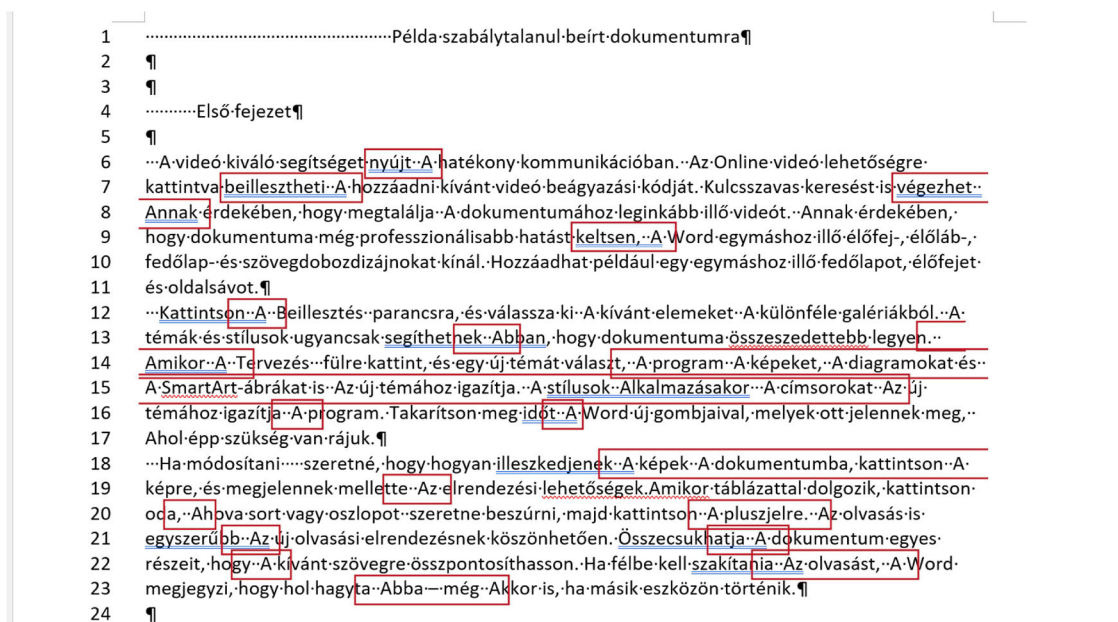 1 ····················································Példa·szabálytalanul·beírt·dokumentumra¶
2 ¶
3 ¶
4 ···········Első·fejezet¶
5 ¶
6 ···A·videó·kiváló·segítséget·nyújt··A·hatékony·kommunikációban.··Az·Online·videó·lehetőségre·
7 kattintva·beillesztheti··A·hozzáadni·kívánt·videó·beágyazási·kódját.·Kulcsszavas·keresést·is·végezhet··
8 Annak·érdekében,·hogy·megtalálja··A·dokumentumához·leginkább·illő·videót.··Annak·érdekében,·
9 hogy·dokumentuma·még·professzionálisabb·hatást·keltsen,··A·Word·egymáshoz·illő·élőfej-,·élőláb-,·
10 fedőlap-·és·szövegdobozdizájnokat·kínál.·Hozzáadhat·például·egy·egymáshoz·illő·fedőlapot,·élőfejet·
11 és·oldalsávot.¶
12 ···Kattintson··A··Beillesztés··parancsra,·és·válassza·ki··A·kívánt·elemeket··A·különféle·galériákból.··A·
13 témák·és·stílusok·ugyancsak·segíthetnek··Abban,·hogy·dokumentuma·összeszedettebb·legyen.··
14 Amikor··A··Tervezés···fülre·kattint,·és·egy·új·témát·választ,··A·program··A·képeket,··A·diagramokat·és··
15 A·SmartArt-ábrákat·is··Az·új·témához·igazítja.··A·stílusok··Alkalmazásakor···A·címsorokat··Az·új·
16 témához·igazítja··A·program.·Takarítson·meg·időt··A·Word·új·gombjaival,·melyek·ott·jelennek·meg,··
17 Ahol·épp·szükség·van·rájuk.¶
18 ···Ha·módosítani·····szeretné,·hogy·hogyan·illeszkedjenek··A·képek··A·dokumentumba,·kattintson··A·
19 képre,·és·megjelennek·mellette··Az·elrendezési·lehetőségek.Amikor·táblázattal·dolgozik,·kattintson·
20 oda,··Ahova·sort·vagy·oszlopot··szeretne·beszúrni,·majd·kattintson··A·pluszjelre.··Az·olvasás·is·
21 egyszerűbb··Az·új·olvasási·elrendezésnek·köszönhetően.·Összecsukhatja··A·dokumentum·egyes·
22 részeit,·hogy··A·kívánt·szövegre·összpontosíthasson.·Ha·félbe·kell·szakítania··Az·olvasást,··A·Word·
23 megjegyzi,·hogy·hol·hagyta··Abba·–·még··Akkor·is,·ha·másik·eszközön·történik.¶
24 ¶